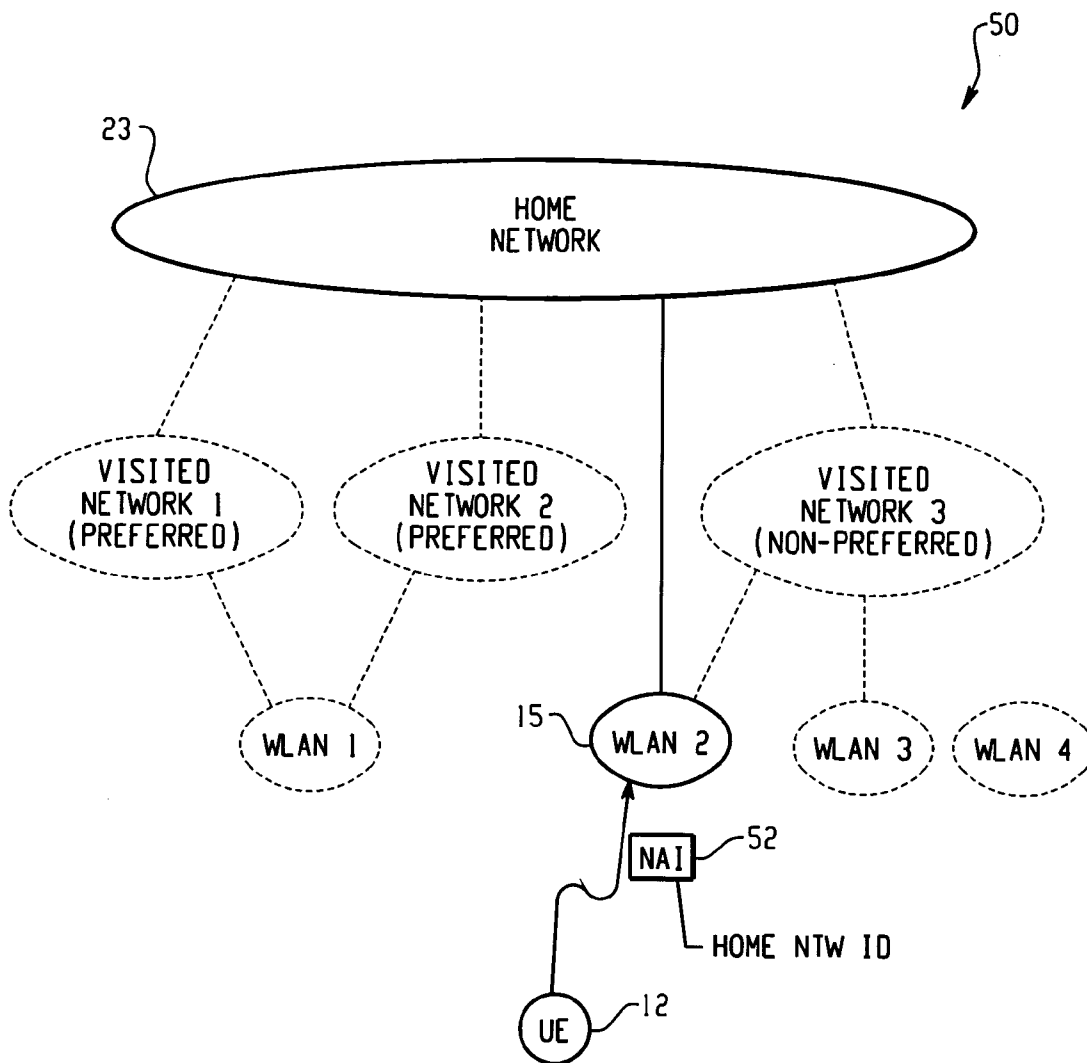 50
23
HOME
NETWORK
VISITED
NETWORK 1
(PREFERRED)
VISITED
NETWORK 2
(PREFERRED)
VISITED
NETWORK 3
(NON-PREFERRED)
WLAN 1
15
WLAN 2
WLAN 3
WLAN 4
NAI
52
HOME NTW ID
UE
12